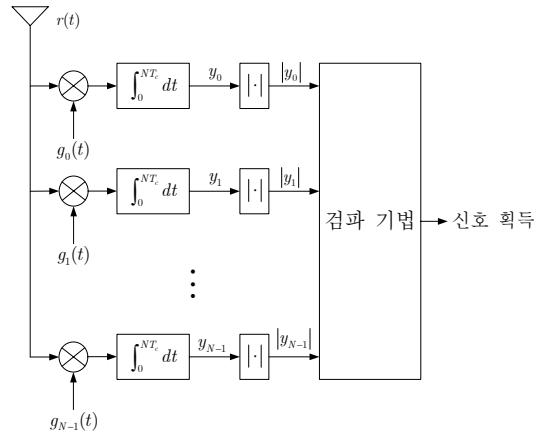 r(t)
∫₀^{NT_c} dt
y₀
|·|
|y₀|
g₀(t)
∫₀^{NT_c} dt
y₁
|·|
|y₁|
g₁(t)
검파 기법
신호 획득
⋮
∫₀^{NT_c} dt
y_{N−1}
|·|
|y_{N−1}|
g_{N−1}(t)